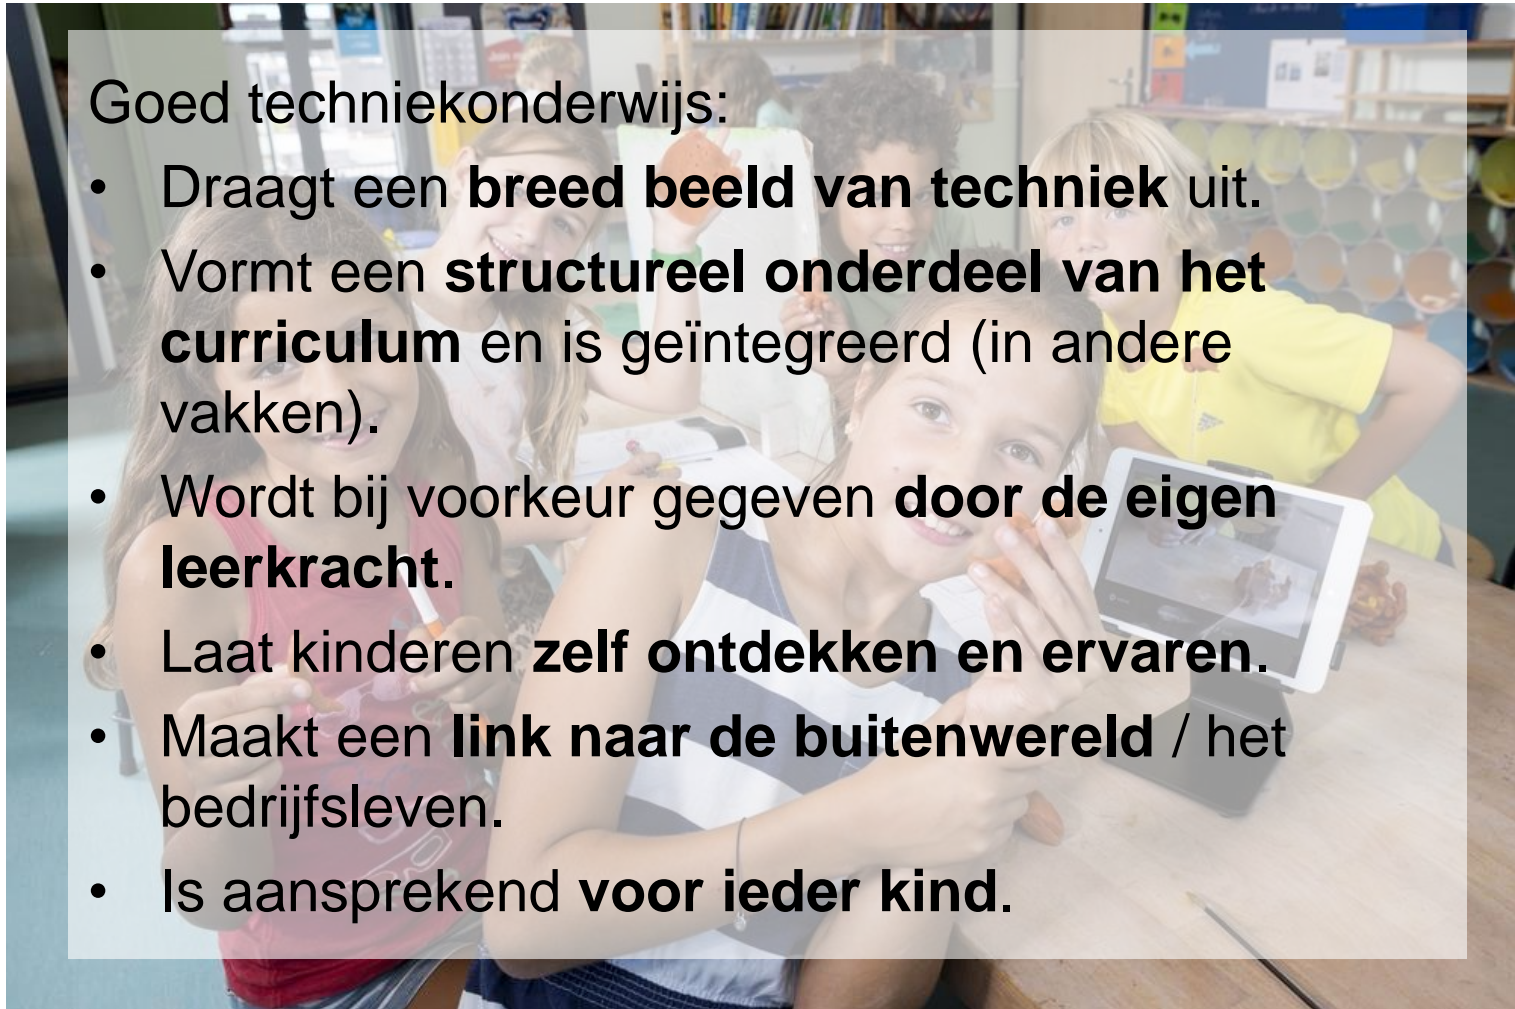 Goed techniekonderwijs:
• Draagt een breed beeld van techniek uit.
• Vormt een structureel onderdeel van het
curriculum en is geïntegreerd (in andere
vakken).
• Wordt bij voorkeur gegeven door de eigen
leerkracht.
• Laat kinderen zelf ontdekken en ervaren.
• Maakt een link naar de buitenwereld / het
bedrijfsleven.
• Is aansprekend voor ieder kind.